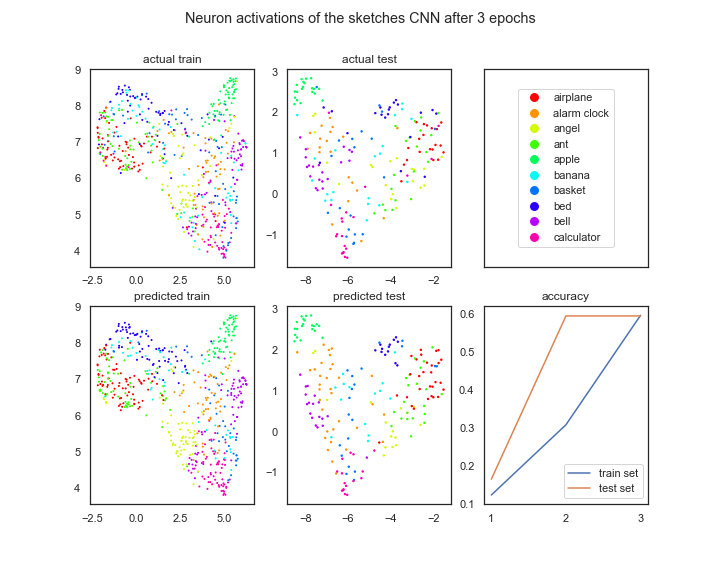 Neuron activations of the sketches CNN after 3 epochs
actual train
9
8
7
6
5
4
−2.5 0.0 2.5 5.0
actual test
3
2
1
0
−1
−8 −6 −4 −2
airplane
alarm clock
angel
ant
apple
banana
basket
bed
bell
calculator
predicted train
9
8
7
6
5
4
−2.5 0.0 2.5 5.0
predicted test
3
2
1
0
−1
−8 −6 −4 −2
accuracy
0.6
0.5
0.4
0.3
0.2
0.1
train set
test set
1 2 3